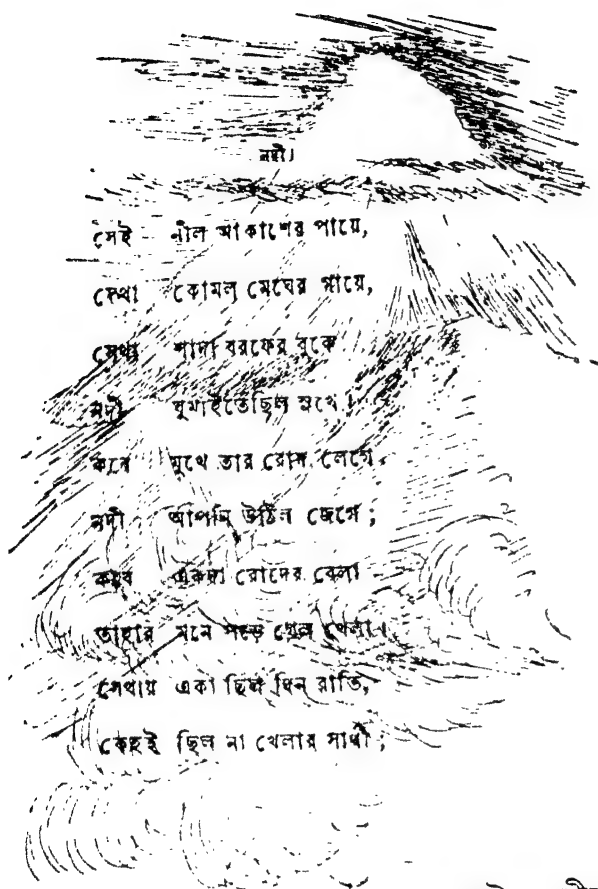 নদী।
সেই নীল আকাশের পায়ে,
সেথা কোমল মেঘের গায়ে,
সেথা শাদা বরফের বুকে
নদী ঘুমাইতেছিল সুখে।
কবে মুখে তার রোদ লেগে,
নদী আপনি উঠিল জেগে;
কবে একদা রোদের বেলা
তাহার মনে পড়ে গেল খেলা।
সেথায় একা ছিল দিন রাতি,
কেহই ছিল না খেলার সাথী;